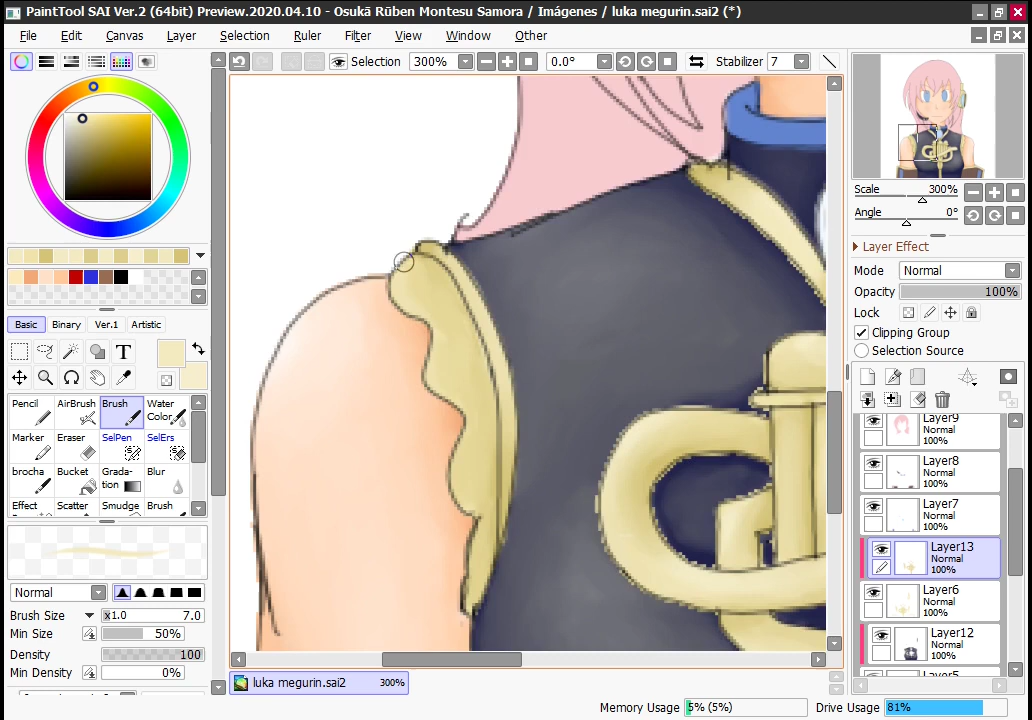 PaintTool SAI Ver.2 (64bit) Preview.2020.04.10 - Osukā Rüben Montesu Samora / Imágenes / luka megurin.sai2 (*)
File Edit Canvas Layer Selection Ruler Filter View Window Other
Selection 300% 0.0° Stabilizer 7
Scale 300%
Angle 0°
Layer Effect
Mode Normal
Opacity 100%
Lock
Clipping Group
Selection Source
Basic Binary Ver.1 Artistic
T
Pencil AirBrush Brush Water Color
Marker Eraser SelPen SelErs
brocha Bucket Grada-tion Blur
Effect Scatter Smudge Brush
Normal
Brush Size x1.0 7.0
Min Size 50%
Density 100
Min Density 0%
Layer9
Normal
100%
Layer8
Normal
100%
Layer7
Normal
100%
Layer13
Normal
100%
Layer6
Normal
100%
Layer12
Normal
100%
Layer5
luka megurin.sai2 300%
Memory Usage 5% (5%) Drive Usage 81%